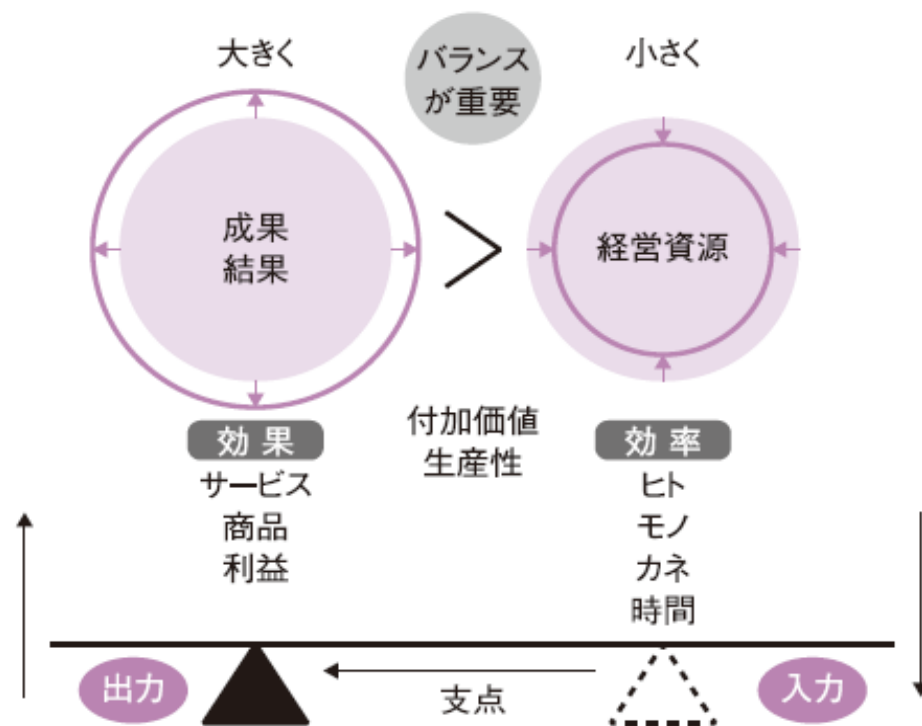 大きく
バランス
が重要
小さく
成果
結果
>
経営資源
効果
付加価値
生産性
効率
サービス
商品
利益
ヒト
モノ
カネ
時間
出力
支点
入力